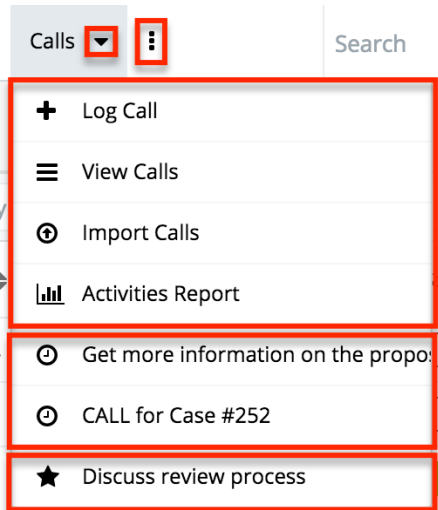 Calls
Search
Log Call
View Calls
Import Calls
Activities Report
Get more information on the propo
CALL for Case #252
Discuss review process